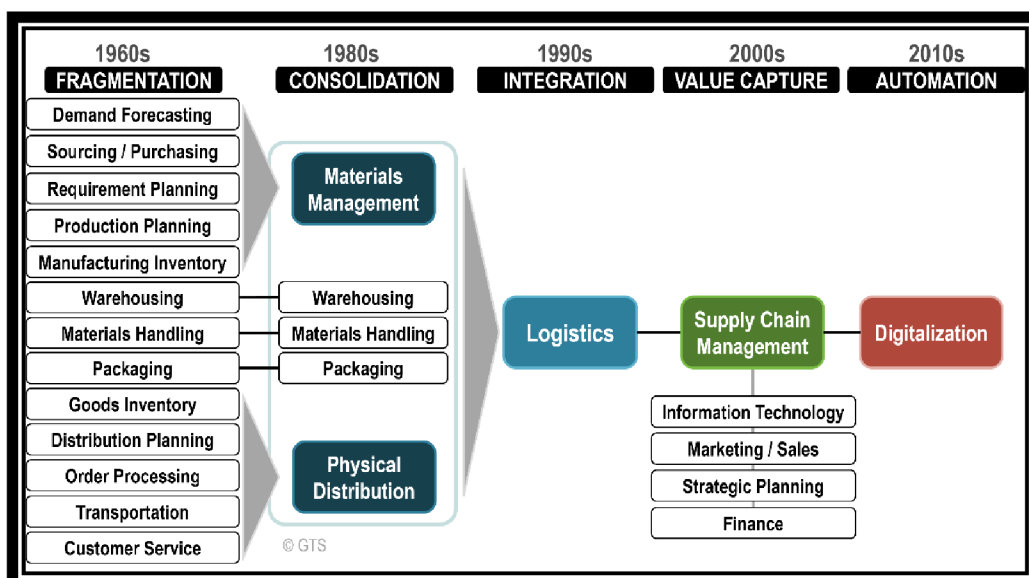 1960s
FRAGMENTATION
Demand Forecasting
Sourcing / Purchasing
Requirement Planning
Production Planning
Manufacturing Inventory
Warehousing
Materials Handling
Packaging
Goods Inventory
Distribution Planning
Order Processing
Transportation
Customer Service
1980s
CONSOLIDATION
Materials
Management
Warehousing
Materials Handling
Packaging
Physical
Distribution
© GTS
1990s
INTEGRATION
Logistics
2000s
VALUE CAPTURE
Supply Chain
Management
Information Technology
Marketing / Sales
Strategic Planning
Finance
2010s
AUTOMATION
Digitalization